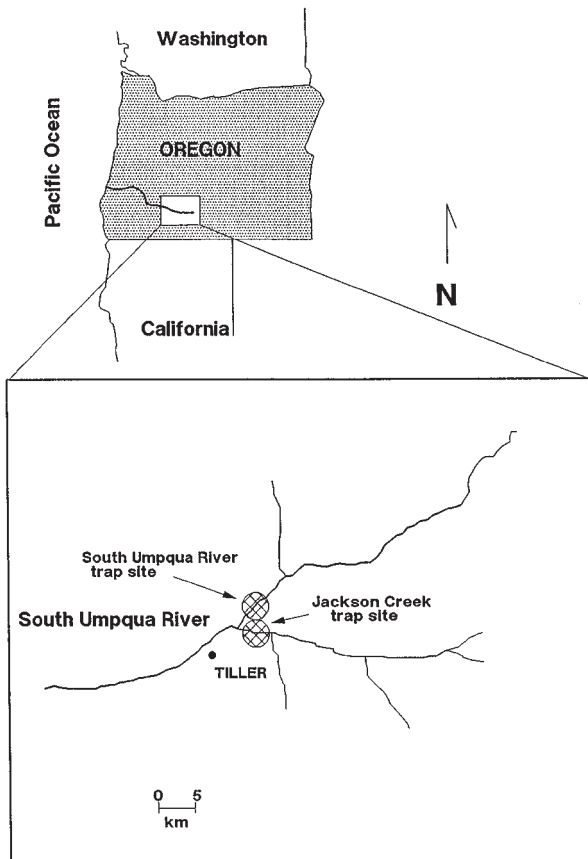 Washington
Pacific Ocean
OREGON
N
California
South Umpqua River
trap site
Jackson Creek
trap site
South Umpqua River
TILLER
0 5
km